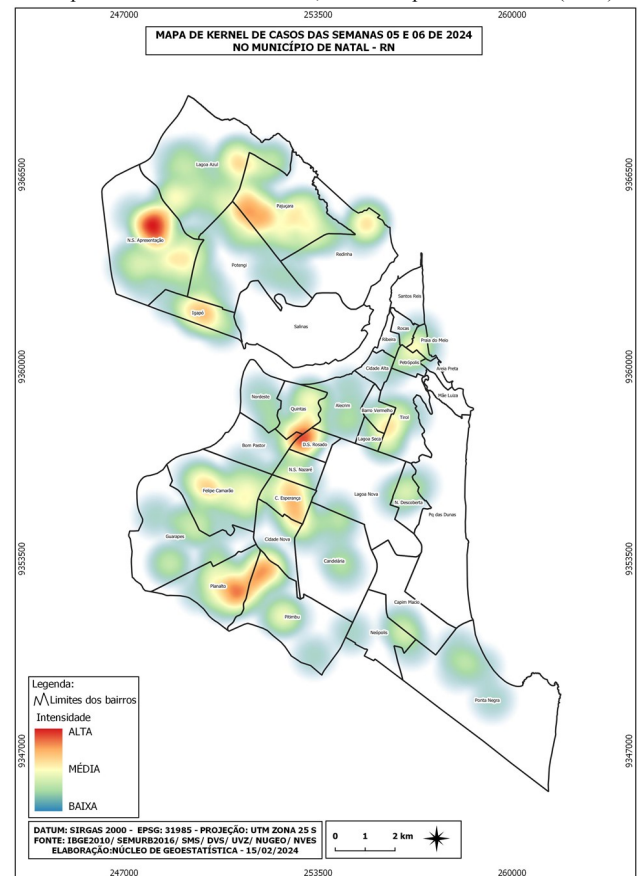 247000 253500 260000
MAPA DE KERNEL DE CASOS DAS SEMANAS 05 E 06 DE 2024
NO MUNICÍPIO DE NATAL - RN
9366500 9366500
Lagoa Azul
Pajuçara
N.S. Apresentação
Redinha
Potengi
Santos Reis
Igapó
Salinas
Rocas
Ribeira
Praia do Meio
9360000 9360000
Petrópolis
Cidade Alta
Areia Preta
Mãe Luiza
Nordeste
Quintas
Alecrim
Barro Vermelho
Tirol
Lagoa Seca
Bom Pastor
D.S. Rosado
N.S. Nazaré
Felipe Camarão
C. Esperança
Lagoa Nova
N. Descoberta
Pq das Dunas
Guarapes
Cidade Nova
9353500 9353500
Candelária
Planalto
Capim Macio
Pitimbu
Neópolis
Ponta Negra
Legenda:
Limites dos bairros
Intensidade
ALTA
MÉDIA
BAIXA
9347000 9347000
DATUM: SIRGAS 2000 - EPSG: 31985 - PROJEÇÃO: UTM ZONA 25 S
FONTE: IBGE2010/ SEMURB2016/ SMS/ DVS/ UVZ/ NUGEO/ NVES
ELABORAÇÃO:NÚCLEO DE GEOESTATÍSTICA - 15/02/2024
0 1 2 km
247000 253500 260000